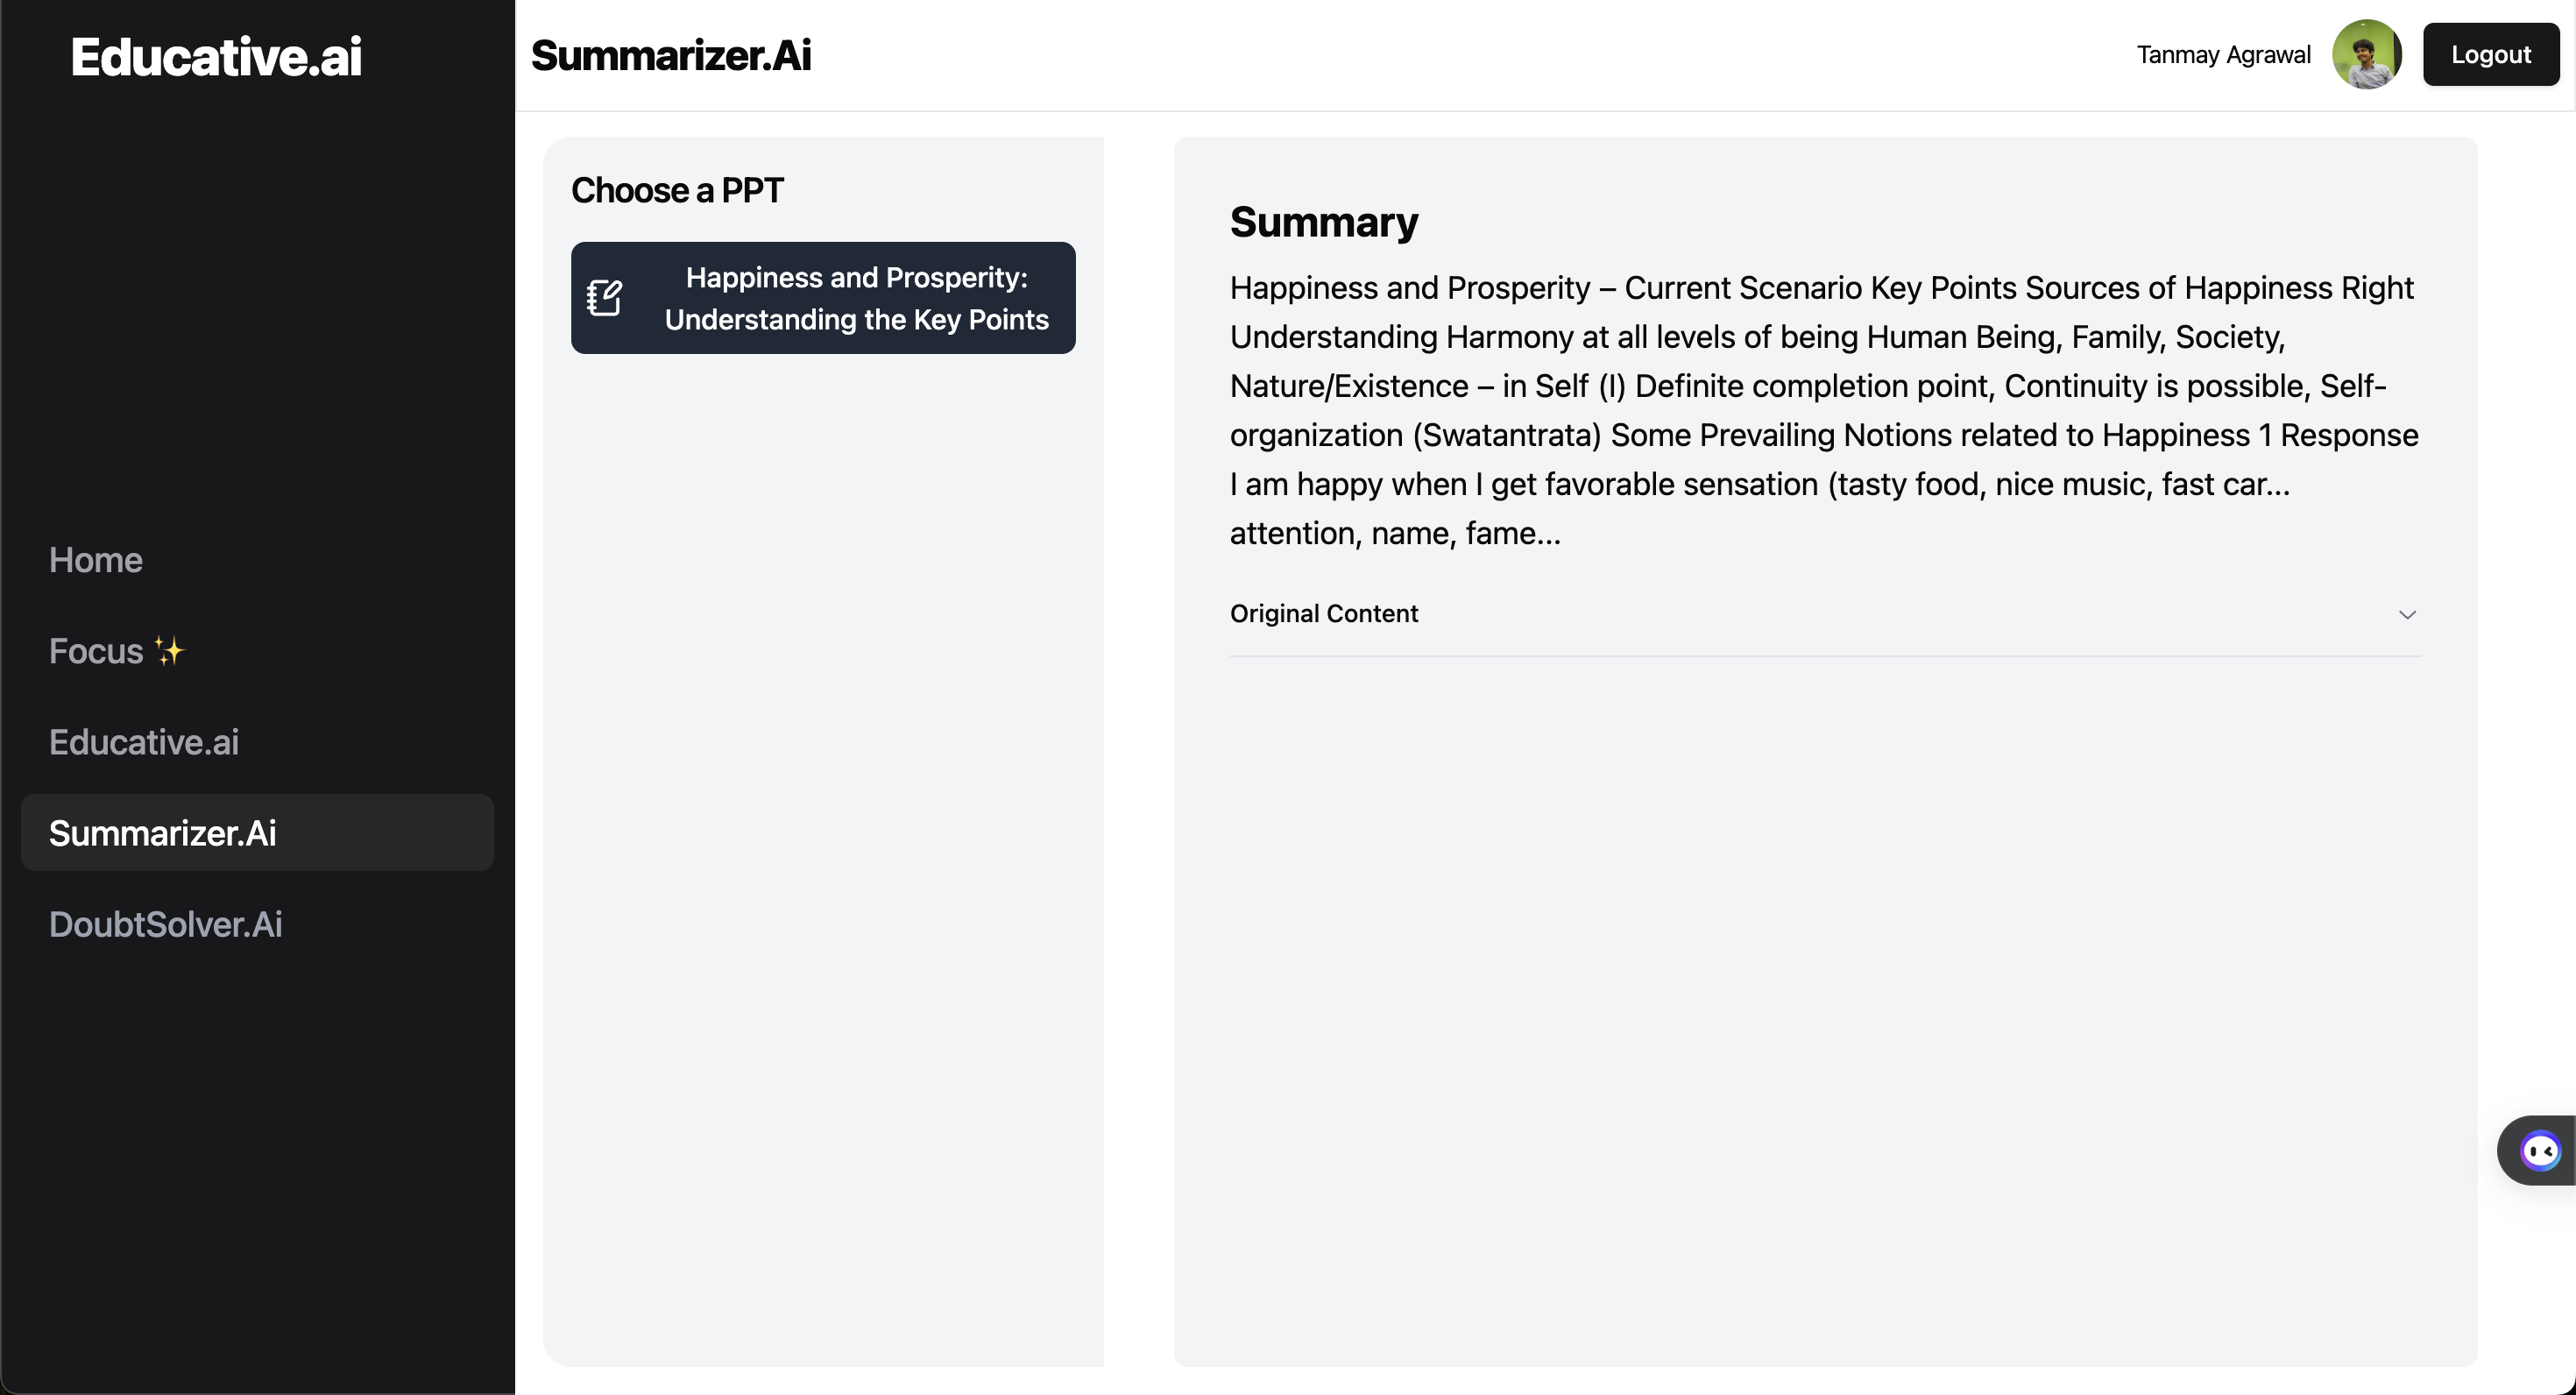 Educative.ai
Home
Focus ✨
Educative.ai
Summarizer.Ai
DoubtSolver.Ai
Summarizer.Ai
Tanmay Agrawal
Logout
Choose a PPT
Happiness and Prosperity:
Understanding the Key Points
Summary
Happiness and Prosperity – Current Scenario Key Points Sources of Happiness Right
Understanding Harmony at all levels of being Human Being, Family, Society,
Nature/Existence – in Self (I) Definite completion point, Continuity is possible, Self-
organization (Swatantrata) Some Prevailing Notions related to Happiness 1 Response
I am happy when I get favorable sensation (tasty food, nice music, fast car...
attention, name, fame...
Original Content